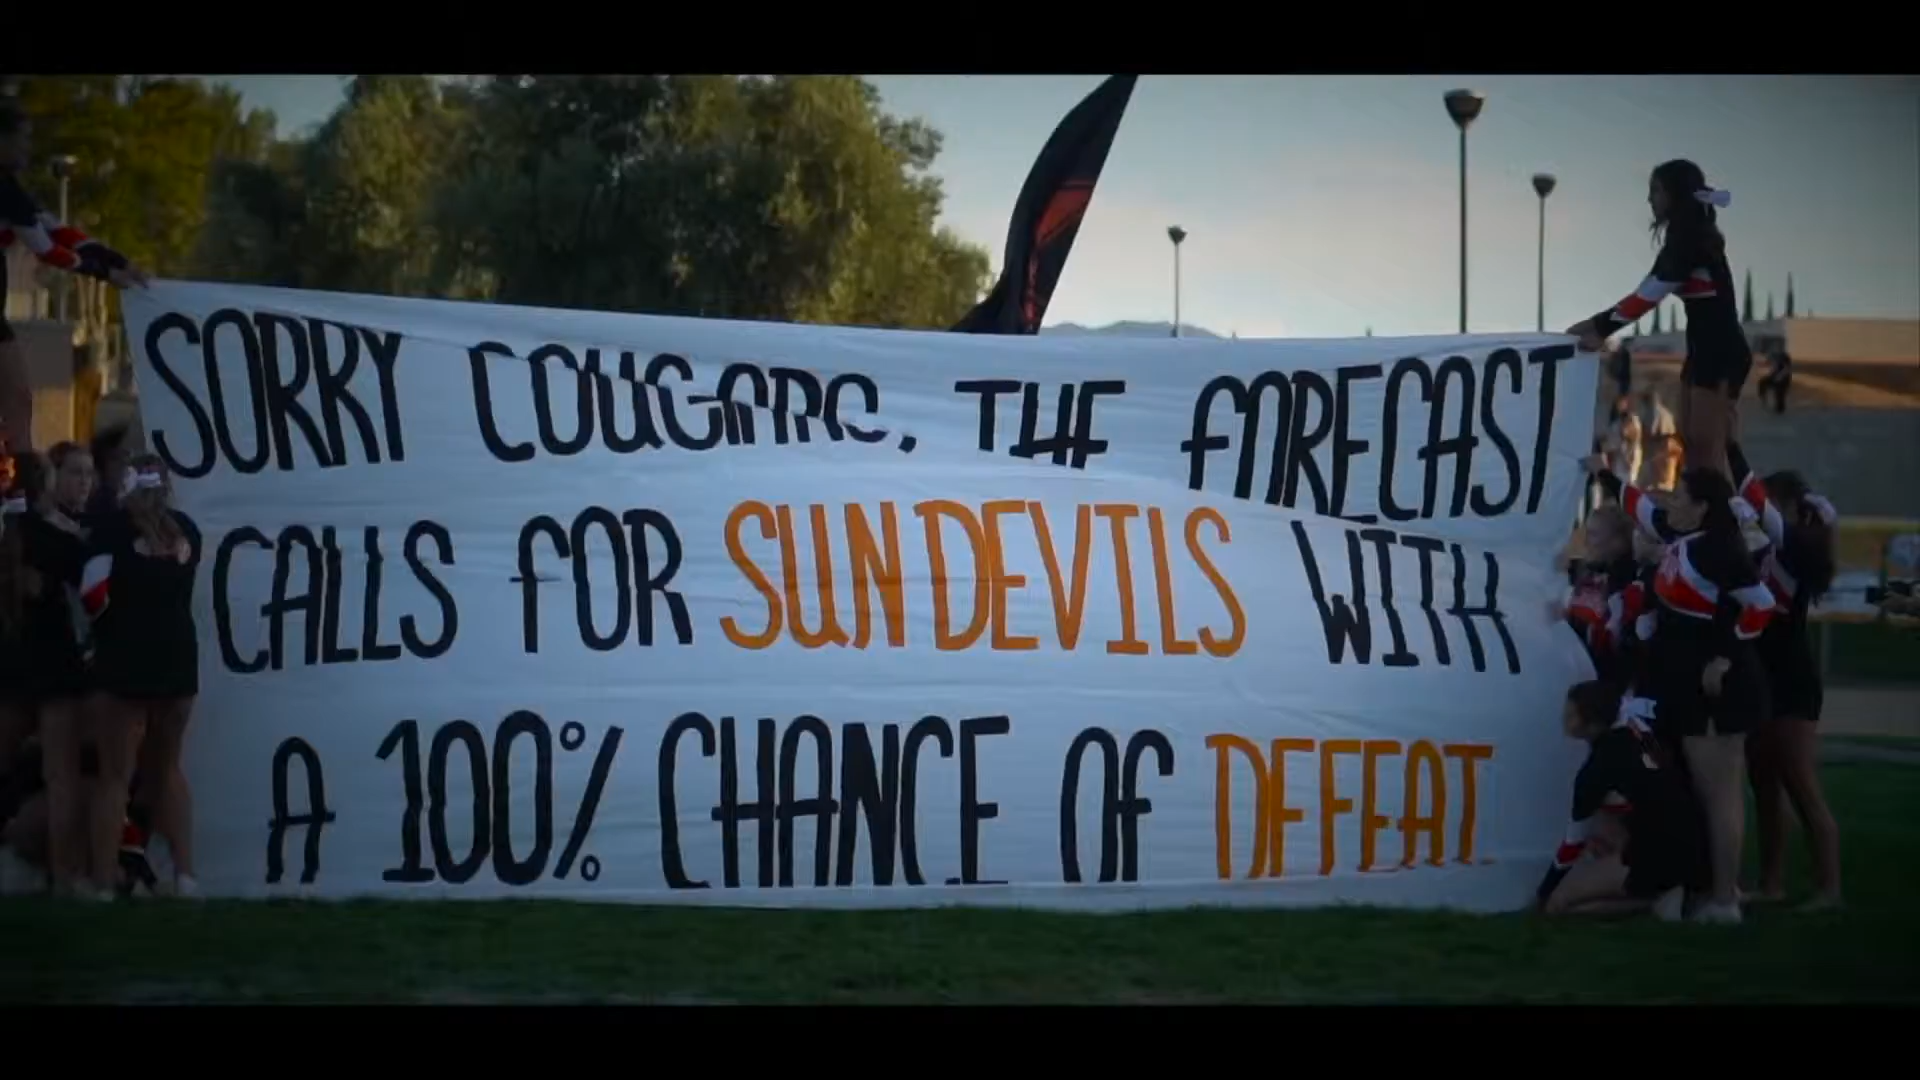 SORRY COUGARS, THE FORECAST
CALLS FOR SUN DEVILS WITH
A 100% CHANCE OF DEFEAT